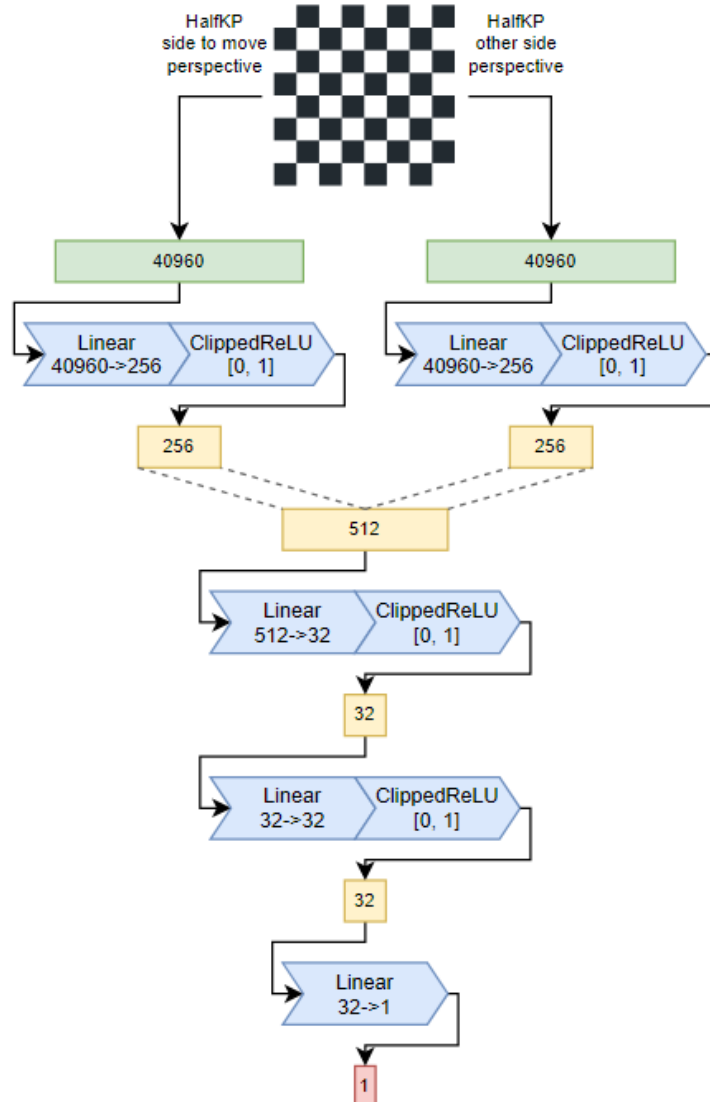 HalfKP
side to move
perspective
HalfKP
other side
perspective
40960
40960
Linear
40960->256
ClippedReLU
[0, 1]
Linear
40960->256
ClippedReLU
[0, 1]
256
256
512
Linear
512->32
ClippedReLU
[0, 1]
32
Linear
32->32
ClippedReLU
[0, 1]
32
Linear
32->1
1